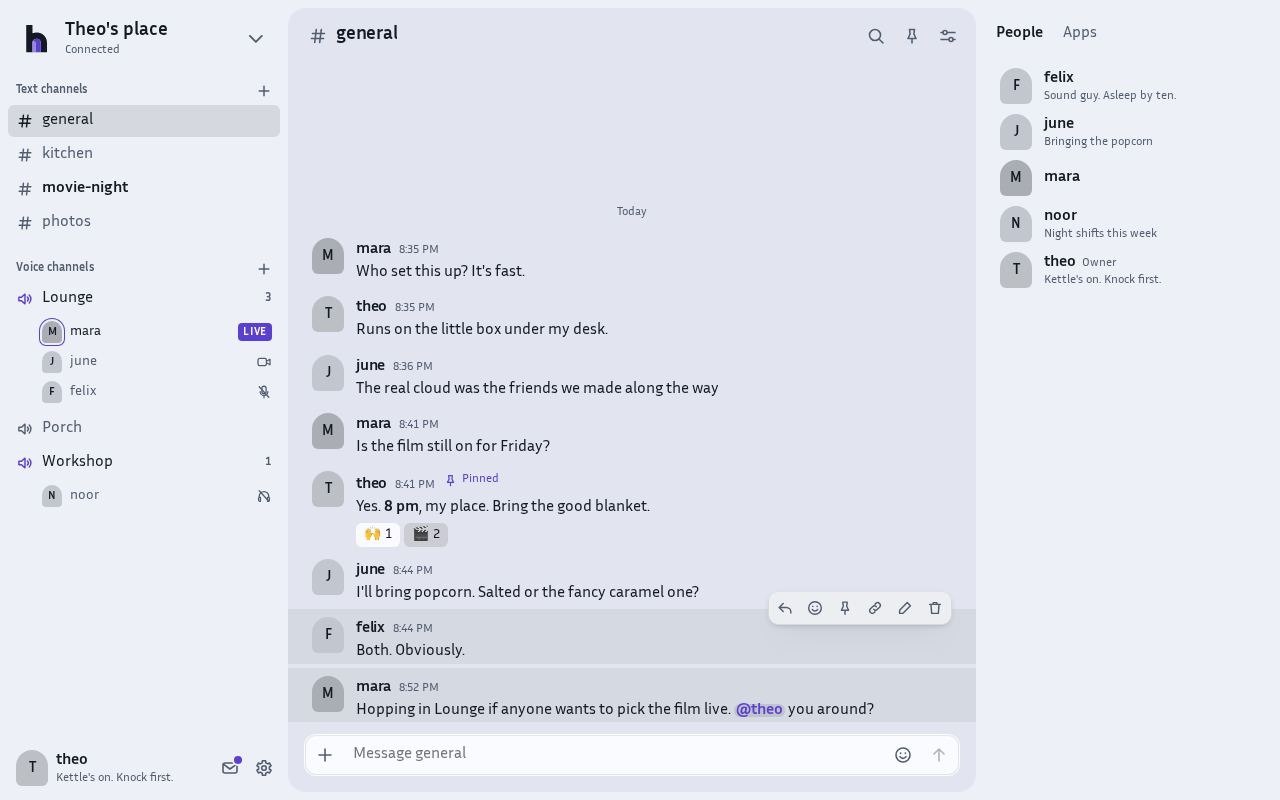 Theo's place
Connected
Text channels
general
kitchen
movie-night
photos
Voice channels
Lounge 3
M mara LIVE
J june
F felix
Porch
Workshop 1
N noor
T theo
Kettle's on. Knock first.
# general
Today
M mara 8:35 PM
Who set this up? It's fast.
T theo 8:35 PM
Runs on the little box under my desk.
J june 8:36 PM
The real cloud was the friends we made along the way
M mara 8:41 PM
Is the film still on for Friday?
T theo 8:41 PM Pinned
Yes. 8 pm, my place. Bring the good blanket.
🙌 1 🎬 2
J june 8:44 PM
I'll bring popcorn. Salted or the fancy caramel one?
F felix 8:44 PM
Both. Obviously.
M mara 8:52 PM
Hopping in Lounge if anyone wants to pick the film live. @theo you around?
Message general
People Apps
F felix
Sound guy. Asleep by ten.
J june
Bringing the popcorn
M mara
N noor
Night shifts this week
T theo Owner
Kettle's on. Knock first.